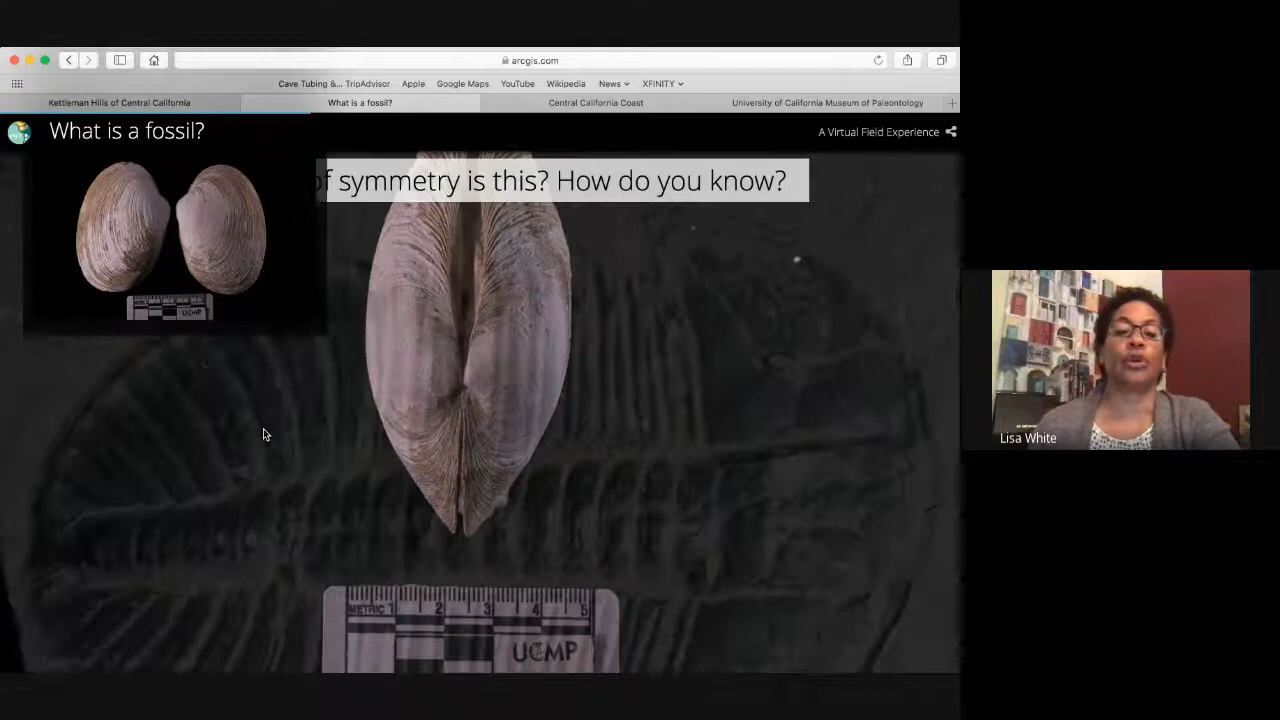 arcgis.com
Cave Tubing &... TripAdvisor Apple Google Maps YouTube Wikipedia News XFINITY
Kettleman Hills of Central California What is a fossil? Central California Coast University of California Museum of Paleontology
What is a fossil? A Virtual Field Experience
of symmetry is this? How do you know?
UCMP
Lisa White
METRIC 1 2 3 4 5
UCMP